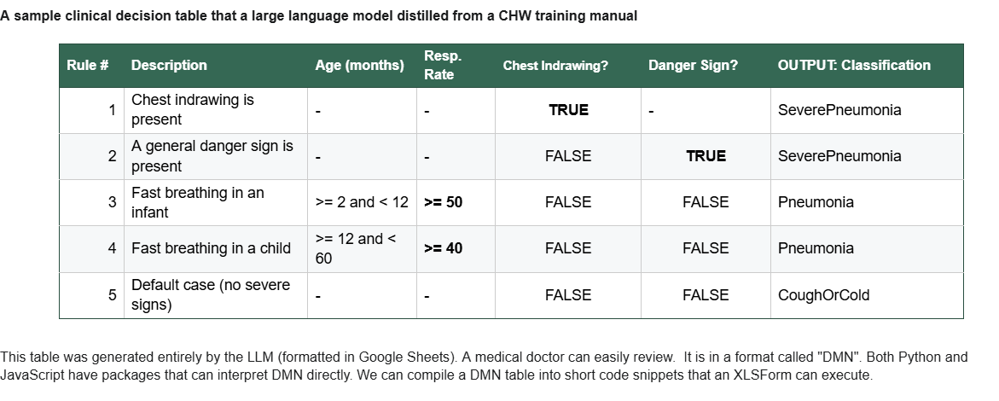 A sample clinical decision table that a large language model distilled from a CHW training manual
Rule # Description Age (months) Resp. Rate Chest Indrawing? Danger Sign? OUTPUT: Classification
1 Chest indrawing is present - - TRUE - SeverePneumonia
2 A general danger sign is present - - FALSE TRUE SeverePneumonia
3 Fast breathing in an infant >= 2 and < 12 >= 50 FALSE FALSE Pneumonia
4 Fast breathing in a child >= 12 and < 60 >= 40 FALSE FALSE Pneumonia
5 Default case (no severe signs) - - FALSE FALSE CoughOrCold
This table was generated entirely by the LLM (formatted in Google Sheets). A medical doctor can easily review. It is in a format called "DMN". Both Python and
JavaScript have packages that can interpret DMN directly. We can compile a DMN table into short code snippets that an XLSForm can execute.